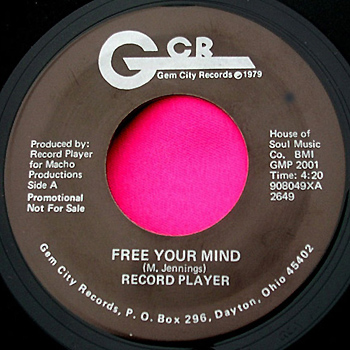 GCR
Gem City Records ℗1979
Produced by:
Record Player
for Macho
Productions
Side A
Promotional
Not For Sale
House of
Soul Music
Co. BMI
GMP 2001
Time: 4:20
908049XA
2649
FREE YOUR MIND
(M. Jennings)
RECORD PLAYER
Gem City Records, P. O. Box 296, Dayton, Ohio 45402